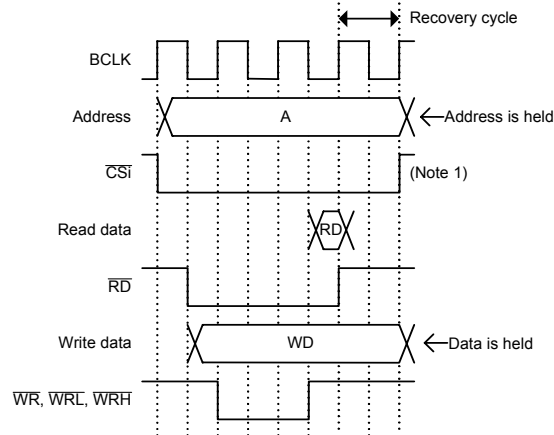 Recovery cycle
BCLK
Address A Address is held
CSi (Note 1)
Read data RD
RD
Write data WD Data is held
WR, WRL, WRH